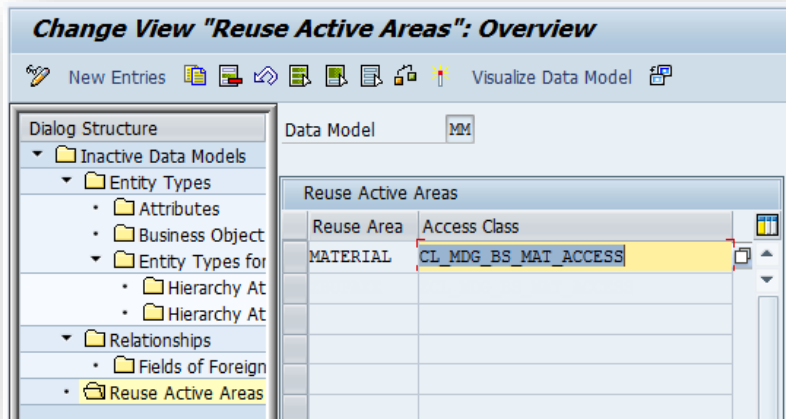 Change View "Reuse Active Areas": Overview
New Entries
Visualize Data Model
Dialog Structure
Inactive Data Models
Entity Types
Attributes
Business Object
Entity Types for
Hierarchy At
Hierarchy At
Relationships
Fields of Foreign
Reuse Active Areas
Data Model MM
Reuse Active Areas
Reuse Area Access Class
MATERIAL CL_MDG_BS_MAT_ACCESS